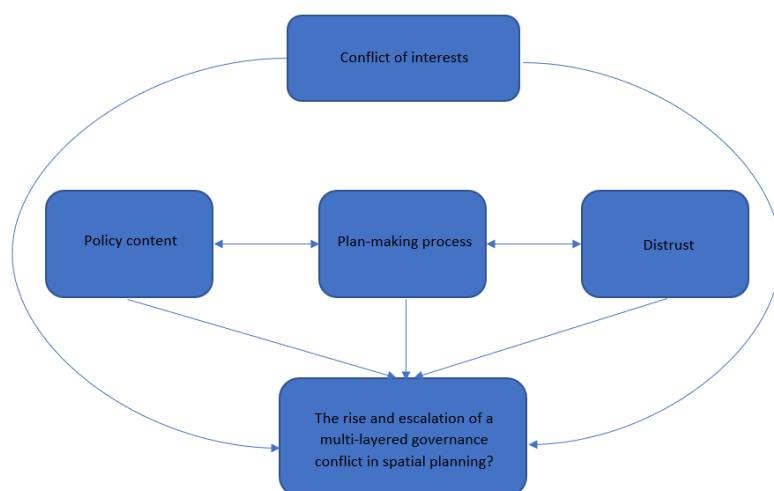 Conflict of interests
Policy content
Plan-making process
Distrust
The rise and escalation of a
multi-layered governance
conflict in spatial planning?